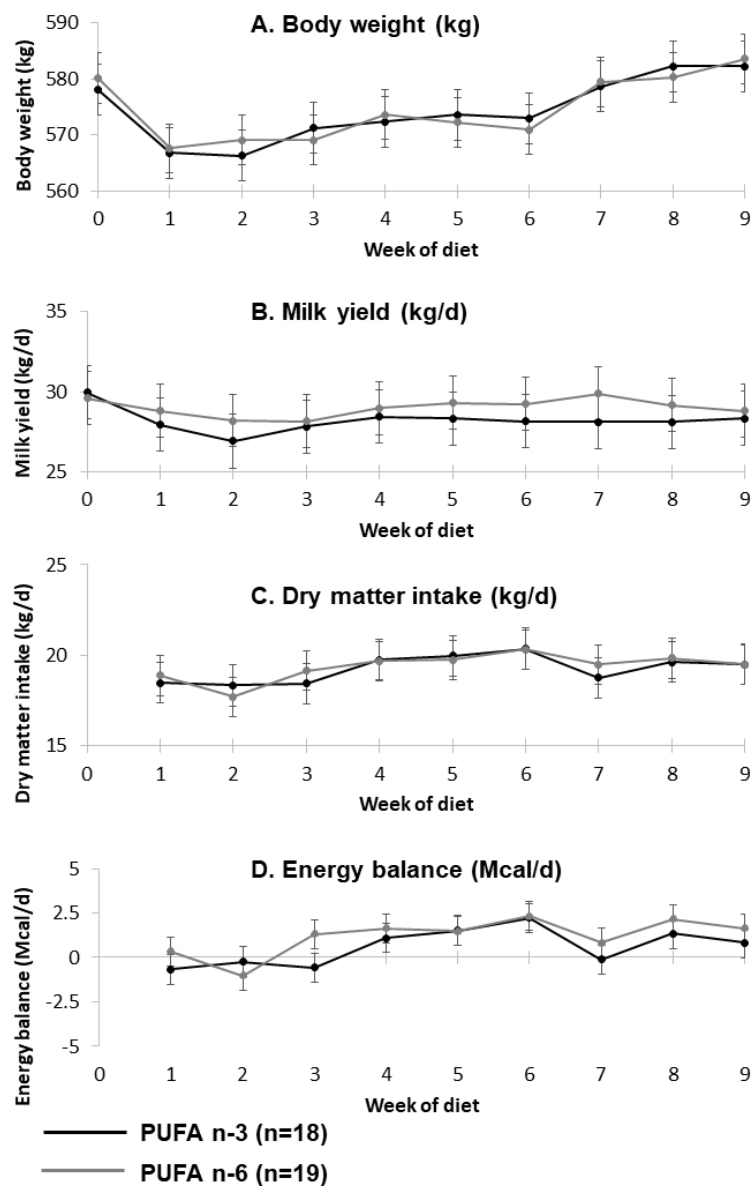 A. Body weight (kg)
Body weight (kg)
590
580
570
560
0 1 2 3 4 5 6 7 8 9
Week of diet
B. Milk yield (kg/d)
Milk yield (kg/d)
35
30
25
0 1 2 3 4 5 6 7 8 9
Week of diet
C. Dry matter intake (kg/d)
Dry matter intake (kg/d)
25
20
15
0 1 2 3 4 5 6 7 8 9
Week of diet
D. Energy balance (Mcal/d)
Energy balance (Mcal/d)
5
2.5
0
-2.5
-5
0 1 2 3 4 5 6 7 8 9
Week of diet
PUFA n-3 (n=18)
PUFA n-6 (n=19)